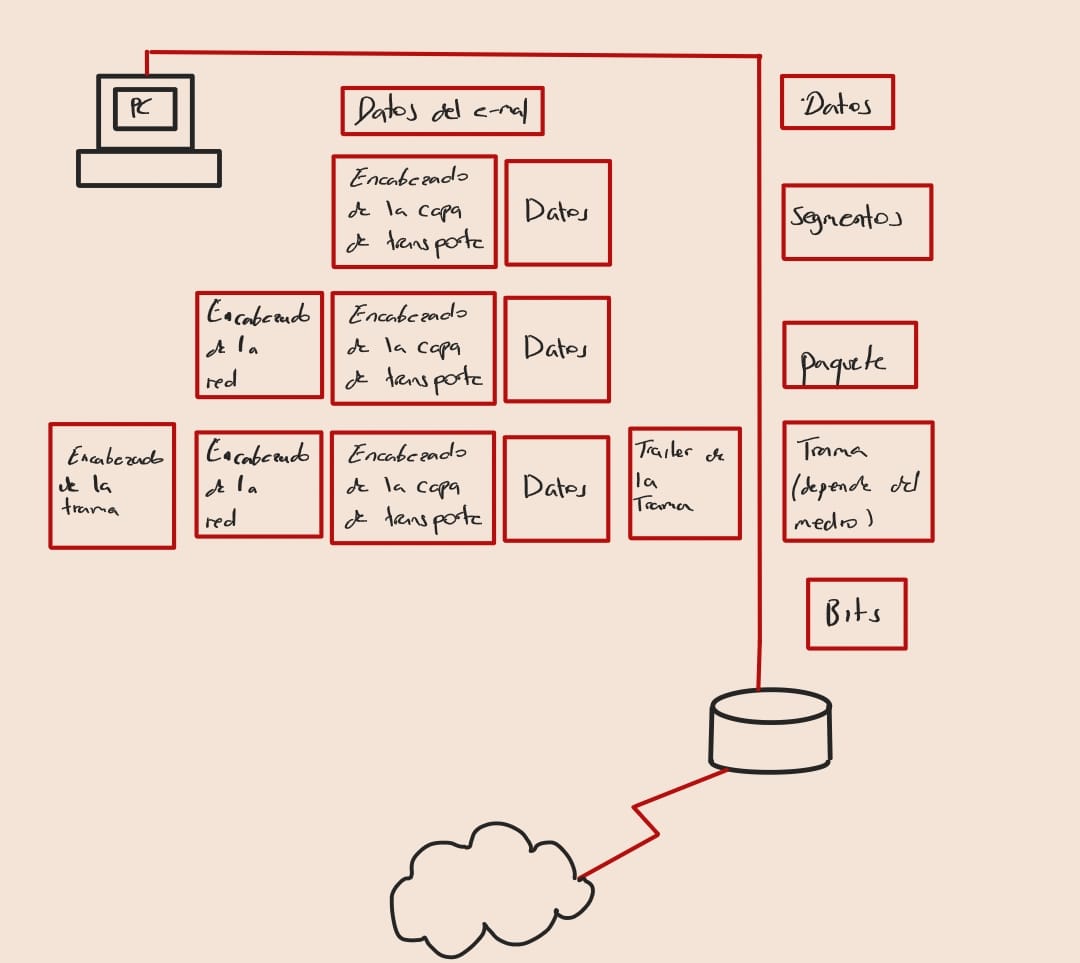 PC
Datos del e-mal
Datos
Encabezado
de la capa
de transporte
Datos
Segmentos
Encabezado
de la
red
Encabezado
de la capa
de transporte
Datos
paquete
Encabezado
de la
trama
Encabezado
de la
red
Encabezado
de la capa
de transporte
Datos
Trailer de
la
Trama
Trama
(depende del
medio)
Bits